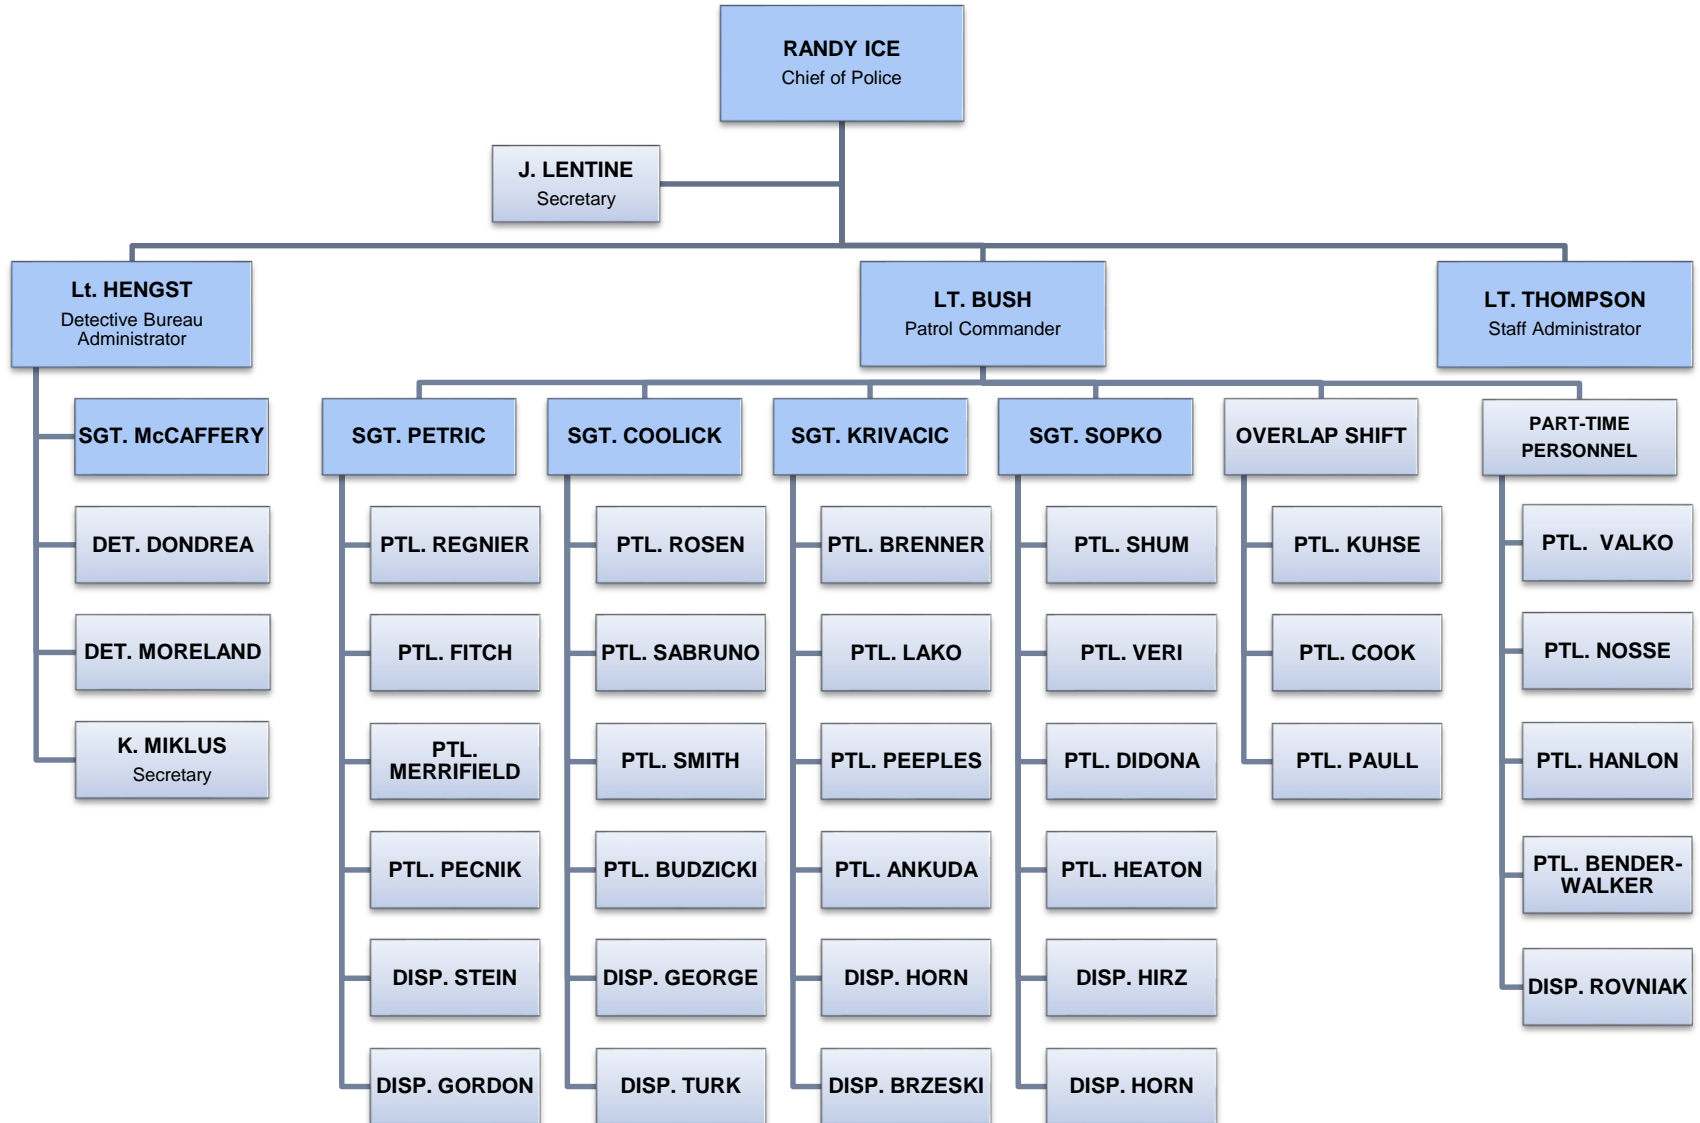 RANDY ICE
Chief of Police
J. LENTINE
Secretary
Lt. HENGST
Detective Bureau
Administrator
LT. BUSH
Patrol Commander
LT. THOMPSON
Staff Administrator
SGT. McCAFFERY
DET. DONDREA
DET. MORELAND
K. MIKLUS
Secretary
SGT. PETRIC
PTL. REGNIER
PTL. FITCH
PTL.
MERRIFIELD
PTL. PECNIK
DISP. STEIN
DISP. GORDON
SGT. COOLICK
PTL. ROSEN
PTL. SABRUNO
PTL. SMITH
PTL. BUDZICKI
DISP. GEORGE
DISP. TURK
SGT. KRIVACIC
PTL. BRENNER
PTL. LAKO
PTL. PEEPLES
PTL. ANKUDA
DISP. HORN
DISP. BRZESKI
SGT. SOPKO
PTL. SHUM
PTL. VERI
PTL. DIDONA
PTL. HEATON
DISP. HIRZ
DISP. HORN
OVERLAP SHIFT
PTL. KUHSE
PTL. COOK
PTL. PAULL
PART-TIME
PERSONNEL
PTL. VALKO
PTL. NOSSE
PTL. HANLON
PTL. BENDER-
WALKER
DISP. ROVNIAK